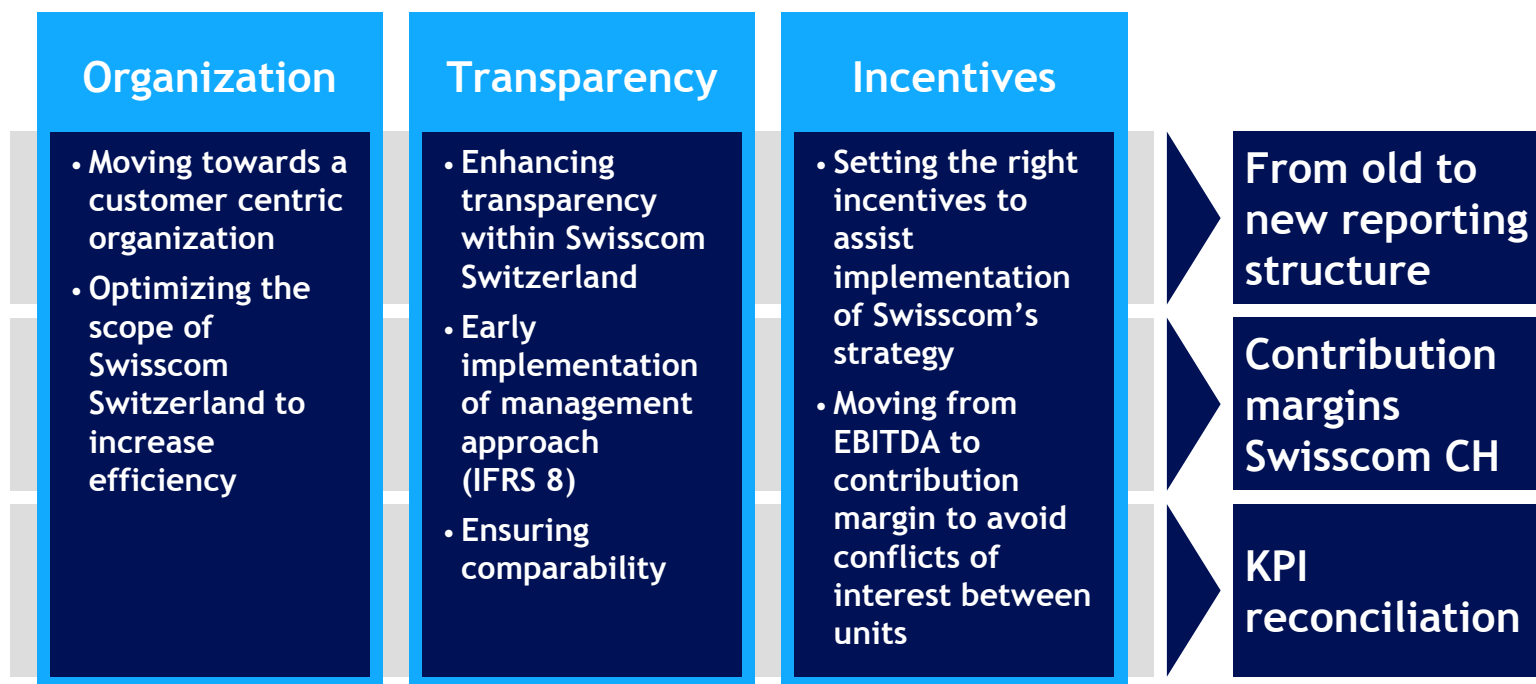 Organization
• Moving towards a
customer centric
organization
• Optimizing the
scope of
Swisscom
Switzerland to
increase
efficiency
Transparency
• Enhancing
transparency
within Swisscom
Switzerland
• Early
implementation
of management
approach
(IFRS 8)
• Ensuring
comparability
Incentives
• Setting the right
incentives to
assist
implementation
of Swisscom’s
strategy
• Moving from
EBITDA to
contribution
margin to avoid
conflicts of
interest between
units
From old to
new reporting
structure
Contribution
margins
Swisscom CH
KPI
reconciliation